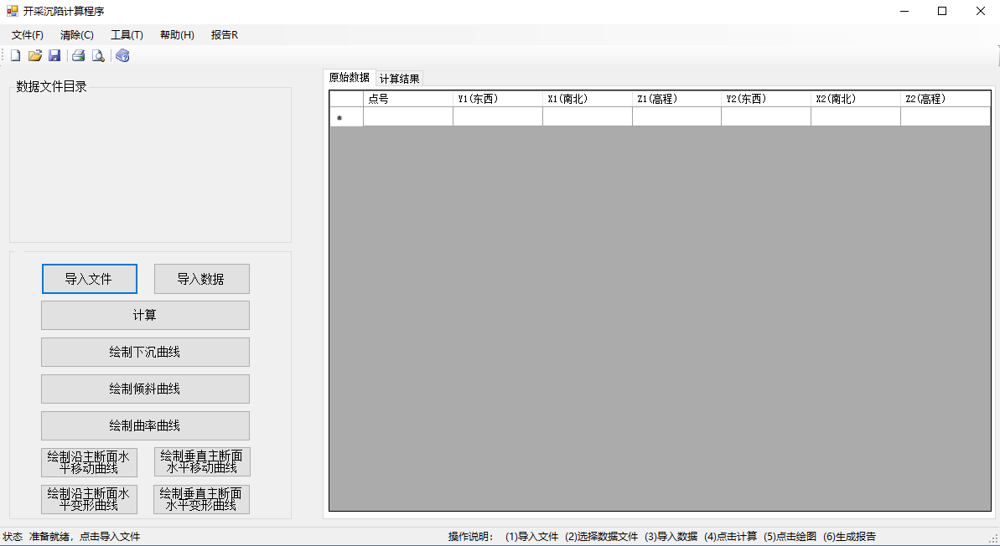 开采沉陷计算程序
文件(F) 清除(C) 工具(T) 帮助(H) 报告R
数据文件目录
导入文件 导入数据
计算
绘制下沉曲线
绘制倾斜曲线
绘制曲率曲线
绘制沿主断面水
平移动曲线
绘制垂直主断面
水平移动曲线
绘制沿主断面水
平变形曲线
绘制垂直主断面
水平变形曲线
原始数据 计算结果
点号 Y1(东西) X1(南北) Z1(高程) Y2(东西) X2(南北) Z2(高程)
状态 准备就绪，点击导入文件
操作说明： (1)导入文件 (2)选择数据文件 (3)导入数据 (4)点击计算 (5)点击绘图 (6)生成报告